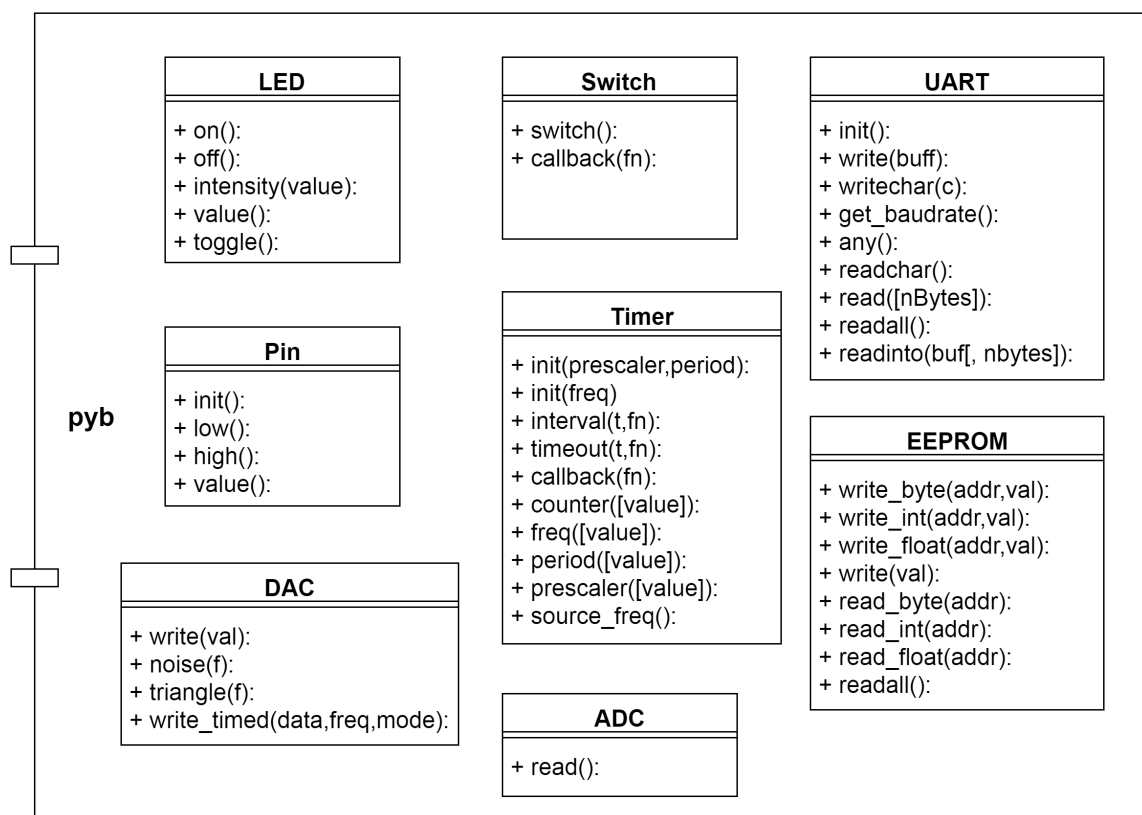 pyb
LED
+ on():
+ off():
+ intensity(value):
+ value():
+ toggle():
Switch
+ switch():
+ callback(fn):
UART
+ init():
+ write(buff):
+ writechar(c):
+ get_baudrate():
+ any():
+ readchar():
+ read([nBytes]):
+ readall():
+ readinto(buf[, nbytes]):
Pin
+ init():
+ low():
+ high():
+ value():
Timer
+ init(prescaler,period):
+ init(freq)
+ interval(t,fn):
+ timeout(t,fn):
+ callback(fn):
+ counter([value]):
+ freq([value]):
+ period([value]):
+ prescaler([value]):
+ source_freq():
EEPROM
+ write_byte(addr,val):
+ write_int(addr,val):
+ write_float(addr,val):
+ write(val):
+ read_byte(addr):
+ read_int(addr):
+ read_float(addr):
+ readall():
DAC
+ write(val):
+ noise(f):
+ triangle(f):
+ write_timed(data,freq,mode):
ADC
+ read():